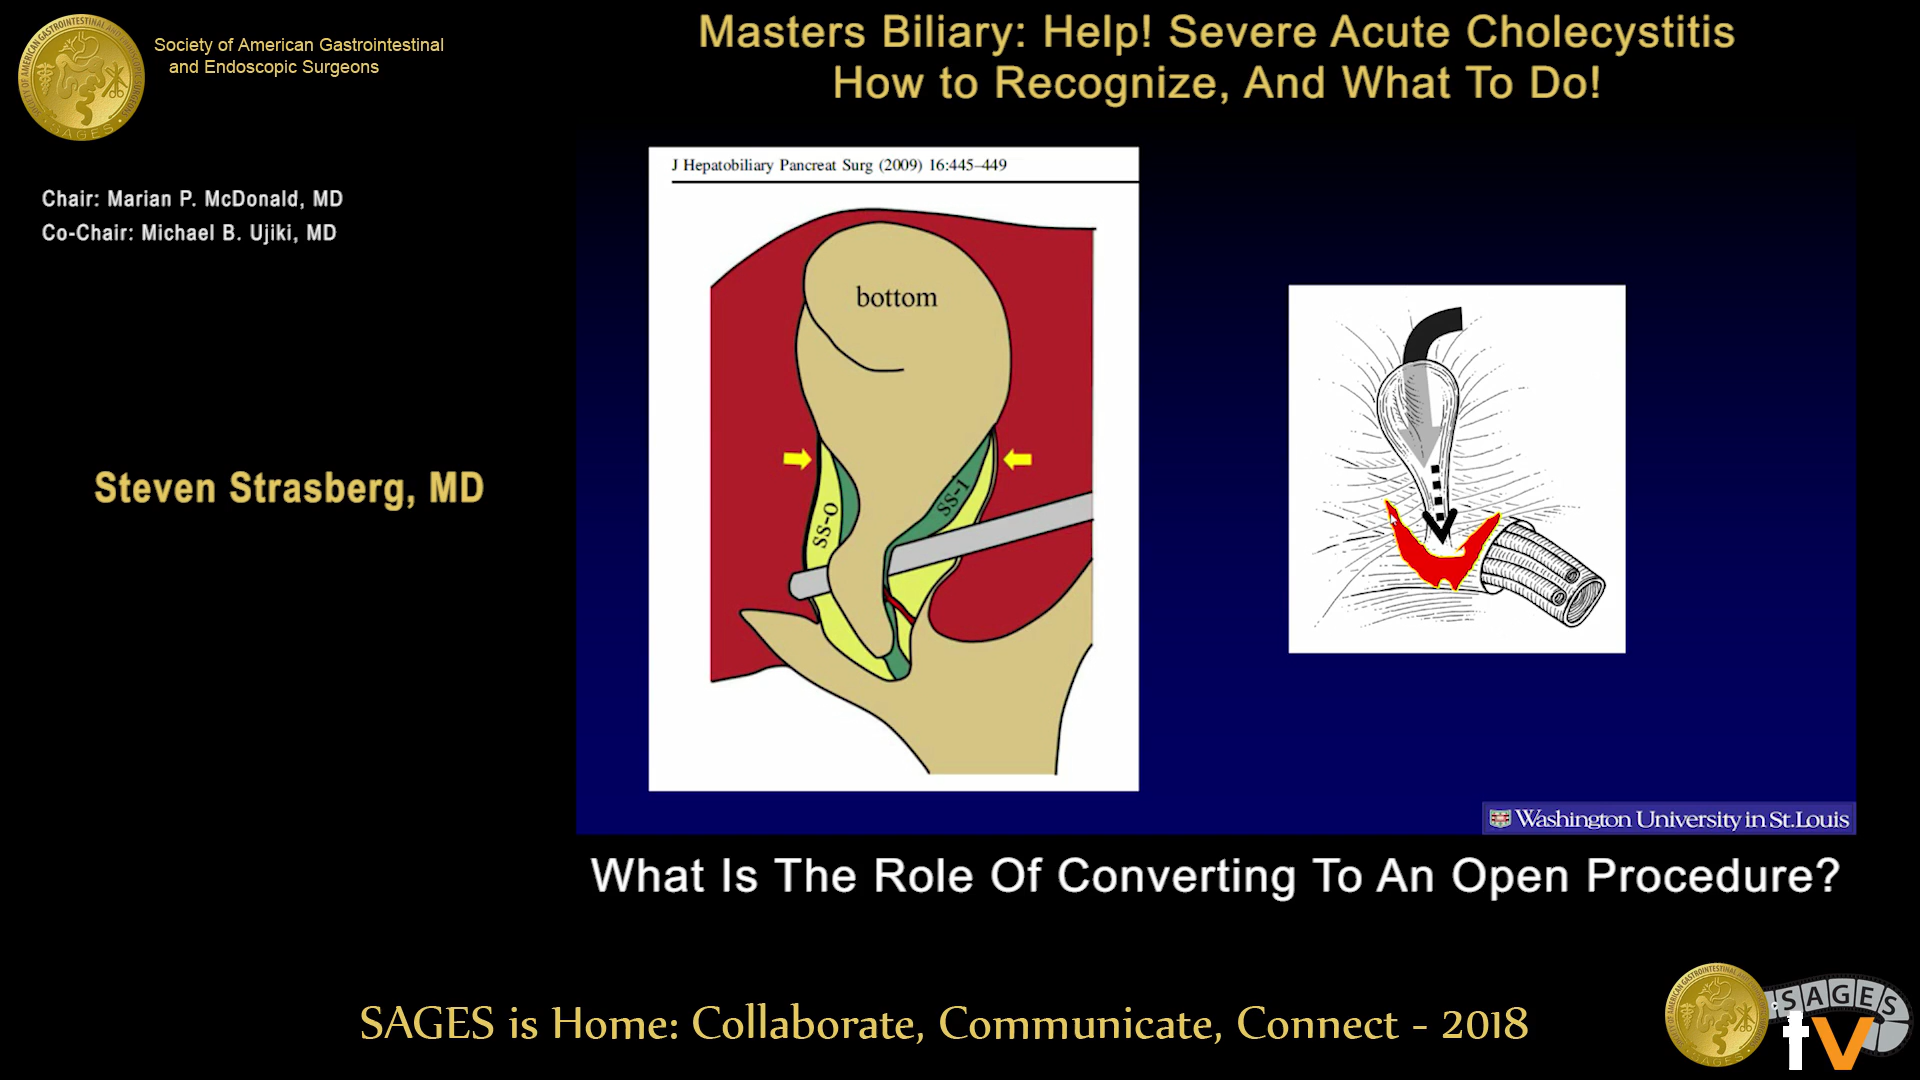 Society of American Gastrointestinal
and Endoscopic Surgeons
Masters Biliary: Help! Severe Acute Cholecystitis
How to Recognize, And What To Do!
Chair: Marian P. McDonald, MD
Co-Chair: Michael B. Ujiki, MD
Steven Strasberg, MD
J Hepatobiliary Pancreat Surg (2009) 16:445–449
bottom
SS-O
SS-I
Washington University in St. Louis
What Is The Role Of Converting To An Open Procedure?
SAGES is Home: Collaborate, Communicate, Connect - 2018
SAGES
tv
SAGES